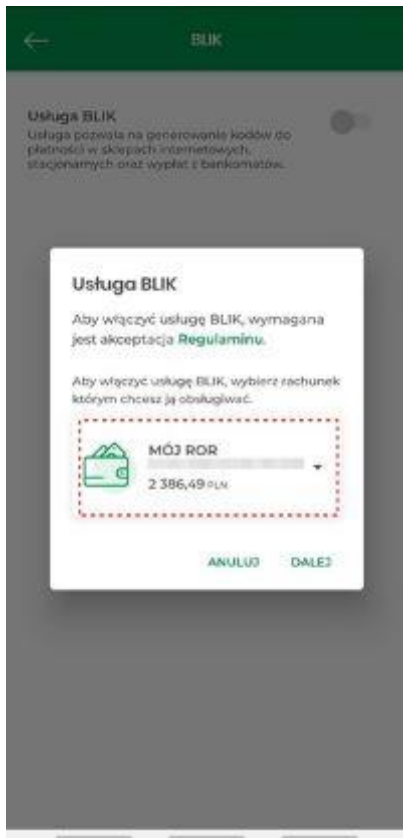 BLIK
Usługa BLIK
Usługa pozwala na generowanie kodów do
płatności w sklepach internetowych,
stacjonarnych oraz wypłat z bankomatów.
Usługa BLIK
Aby włączyć usługę BLIK, wymagana
jest akceptacja Regulaminu.
Aby włączyć usługę BLIK, wybierz rachunek
którym chcesz ją obsługiwać.
MÓJ ROR
2 386,49 PLN
ANULUJ DALEJ